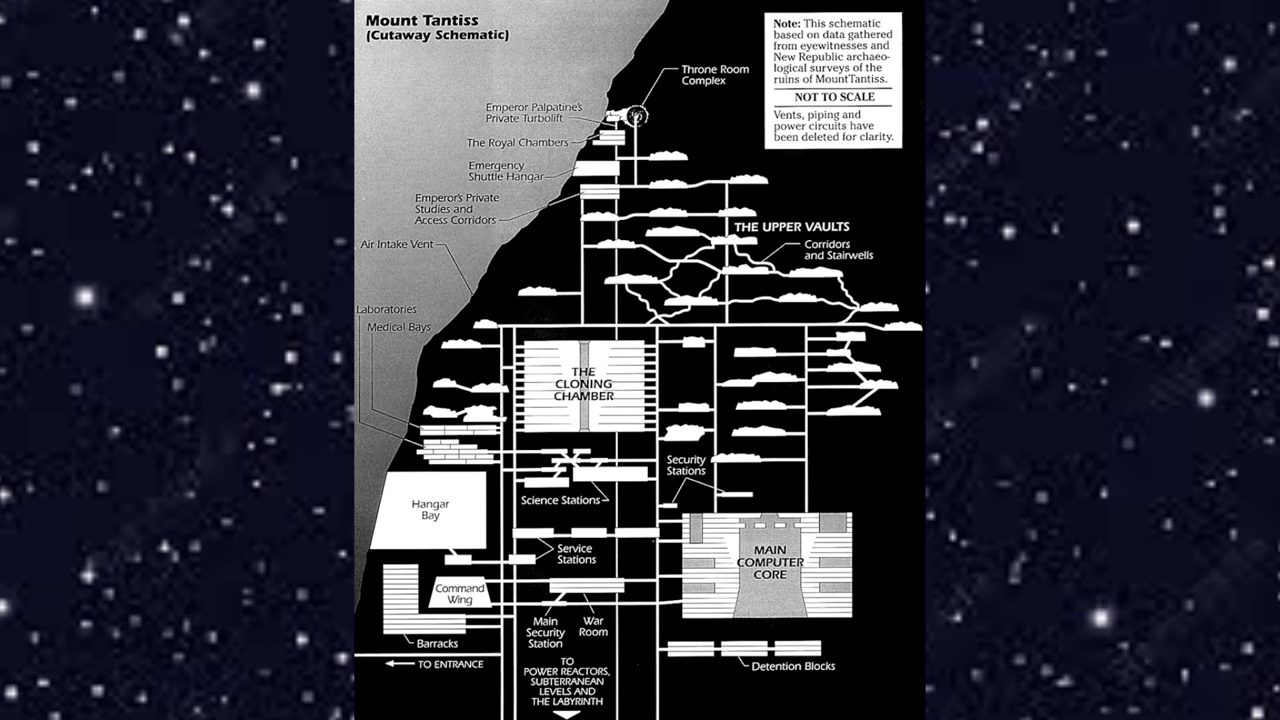 Mount Tantiss
(Cutaway Schematic)
Note: This schematic
based on data gathered
from eyewitnesses and
New Republic archaeo-
logical surveys of the
ruins of MountTantiss.
NOT TO SCALE
Vents, piping and
power circuits have
been deleted for clarity.
Throne Room
Complex
Emperor Palpatine's
Private Turbolift
The Royal Chambers
Emergency
Shuttle Hangar
Emperor's Private
Studies and
Access Corridors
THE UPPER VAULTS
Corridors
and Stairwells
Air Intake Vent
Laboratories
Medical Bays
THE
CLONING
CHAMBER
Security
Stations
Science Stations
Hangar
Bay
Service
Stations
MAIN
COMPUTER
CORE
Command
Wing
Main
Security
Station
War
Room
Barracks
TO ENTRANCE
TO
POWER REACTORS,
SUBTERRANEAN
LEVELS AND
THE LABYRINTH
Detention Blocks